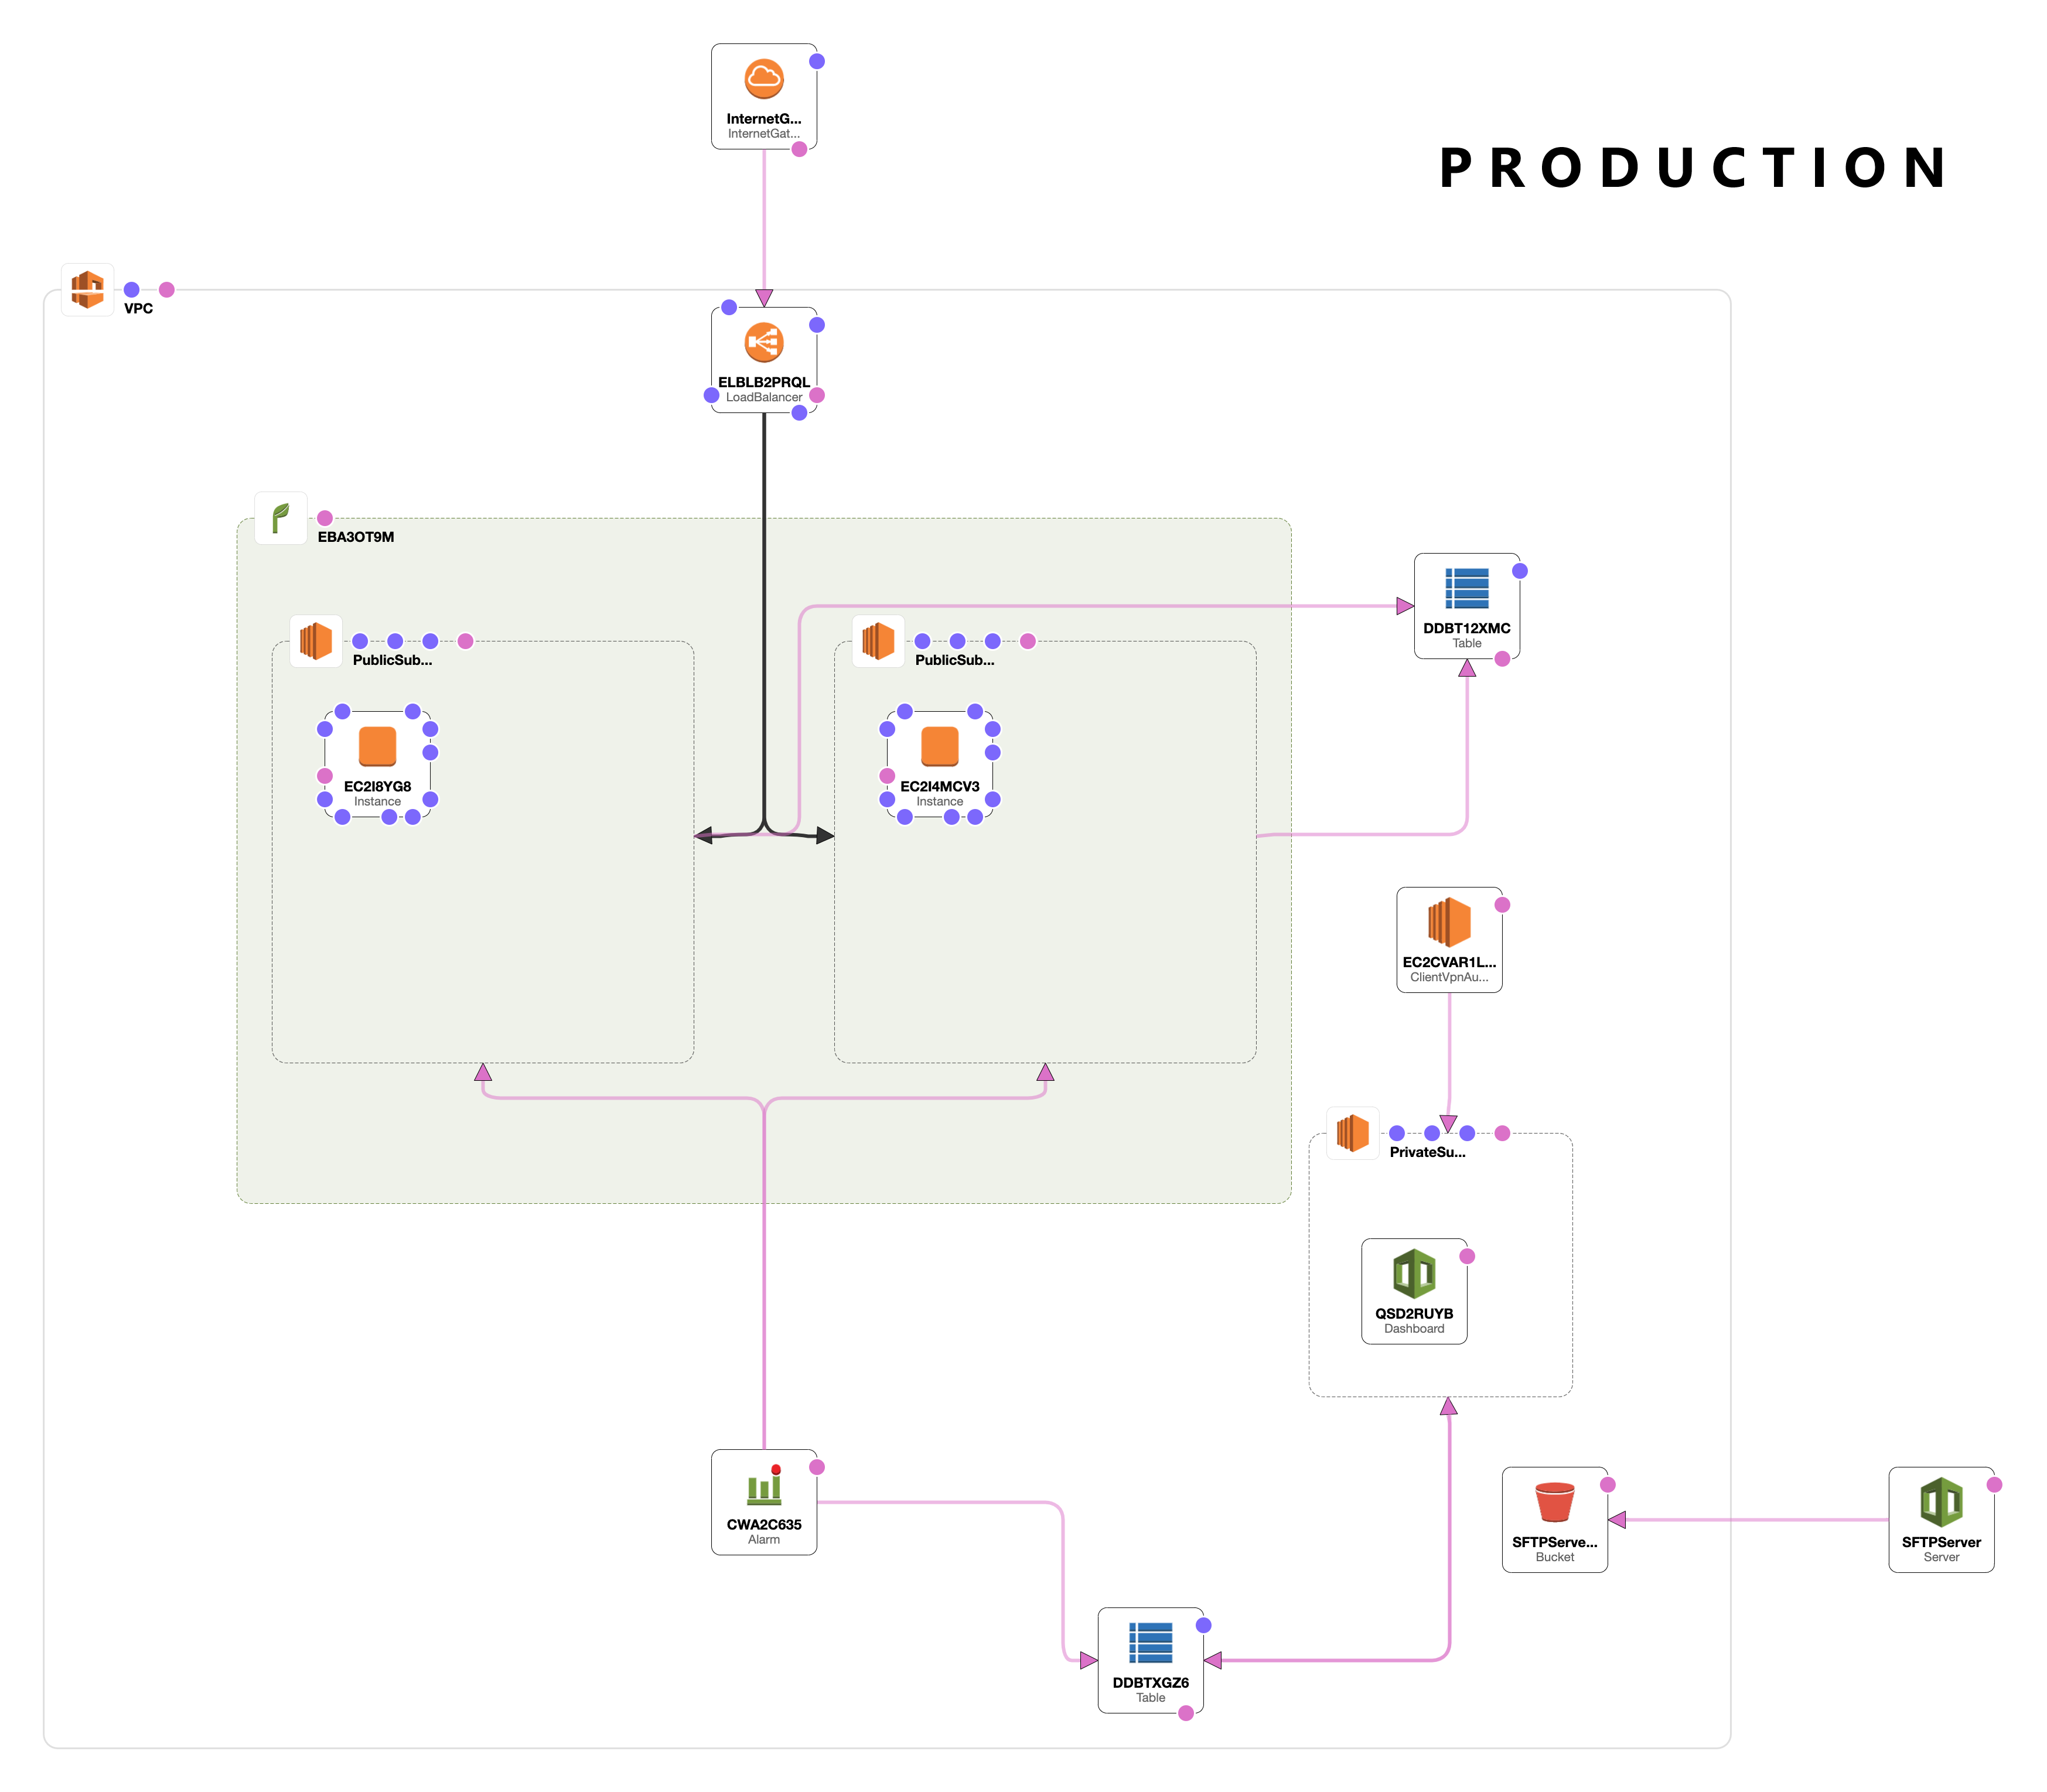 InternetG...
InternetGat...
PRODUCTION
VPC
ELBLB2PRQL
LoadBalancer
EBA3OT9M
PublicSub...
PublicSub...
DDBT12XMC
Table
EC2I8YG8
Instance
EC2I4MCV3
Instance
EC2CVAR1L...
ClientVpnAu...
PrivateSu...
QSD2RUYB
Dashboard
CWA2C635
Alarm
SFTPServe...
Bucket
SFTPServer
Server
DDBTXGZ6
Table